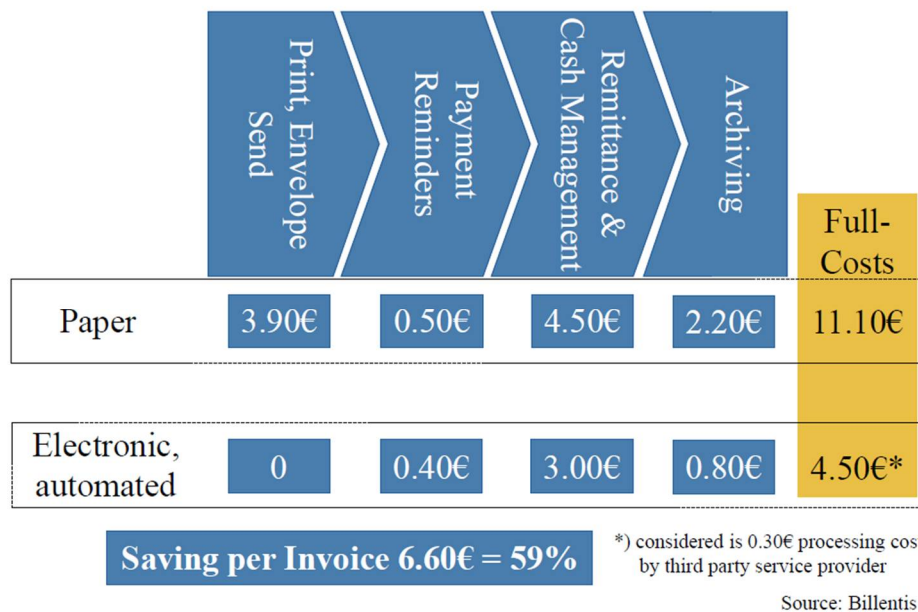 Print, Envelope
Send
Payment
Reminders
Remittance &
Cash Management
Archiving
Full-
Costs
Paper
3.90€
0.50€
4.50€
2.20€
11.10€
Electronic,
automated
0
0.40€
3.00€
0.80€
4.50€*
Saving per Invoice 6.60€ = 59%
*) considered is 0.30€ processing cos
by third party service provider
Source: Billentis